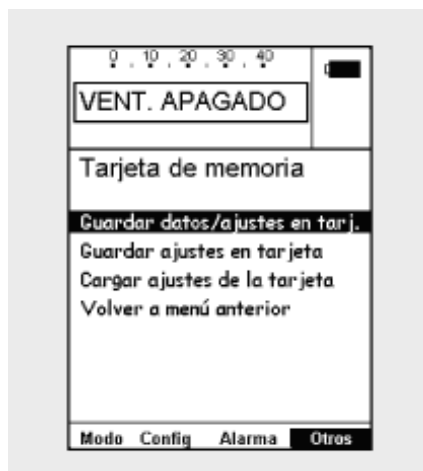 0 . 10 . 20 . 30 . 40
VENT. APAGADO
Tarjeta de memoria
Guardar datos/ajustes en tarj.
Guardar ajustes en tarjeta
Cargar ajustes de la tarjeta
Volver a menú anterior
Modo Config Alarma Otros